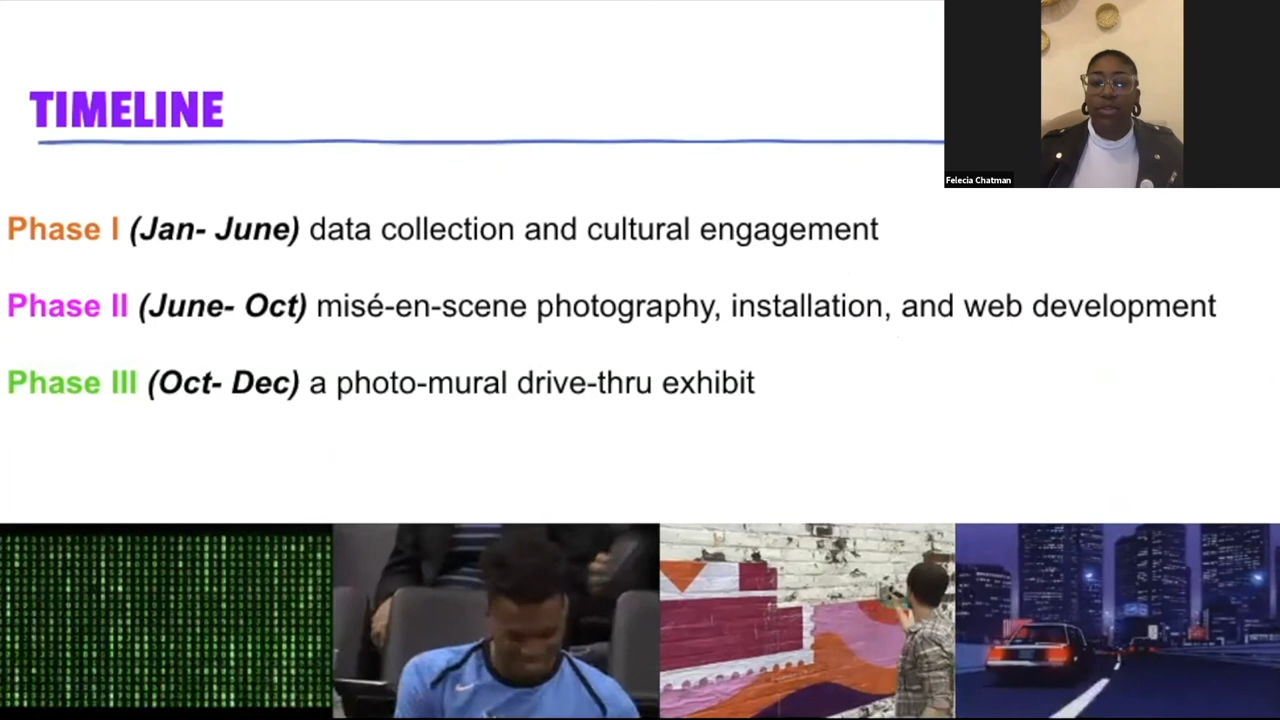 TIMELINE
Felecia Chatman
Phase I (Jan- June) data collection and cultural engagement
Phase II (June- Oct) misé-en-scene photography, installation, and web development
Phase III (Oct- Dec) a photo-mural drive-thru exhibit